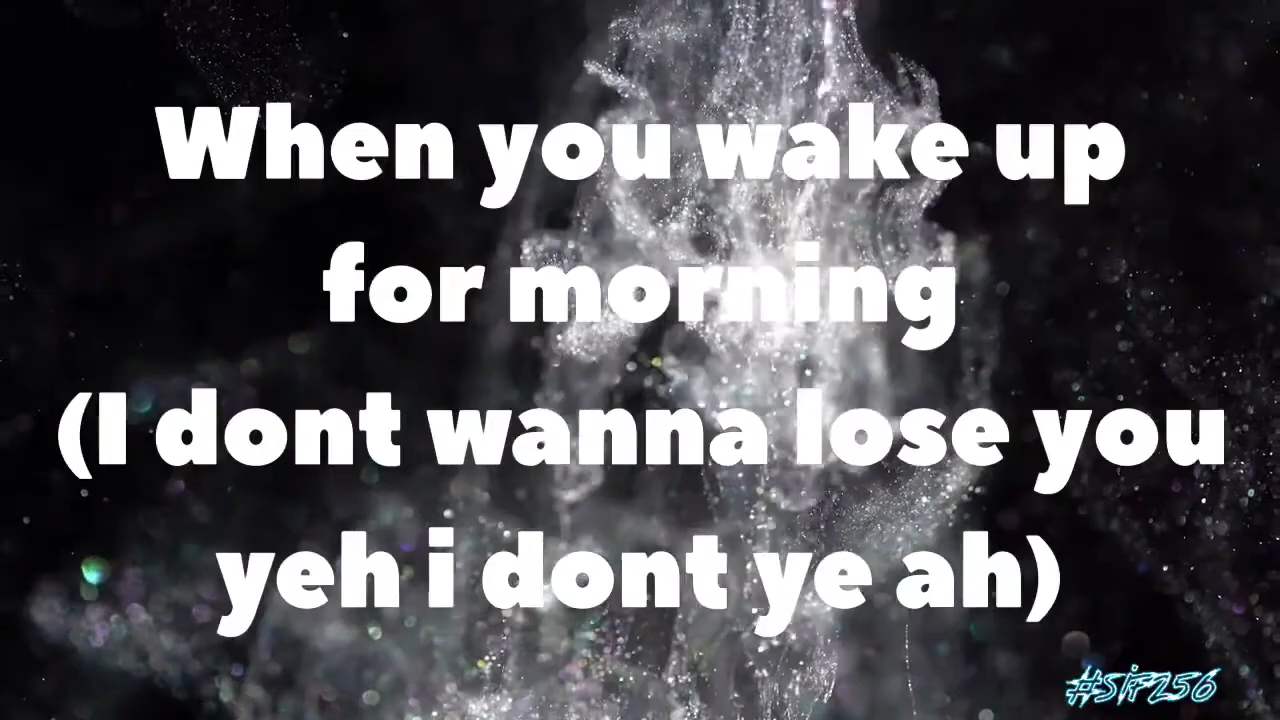 When you wake up
for morning
(I dont wanna lose you
yeh i dont ye ah)
#SIF256